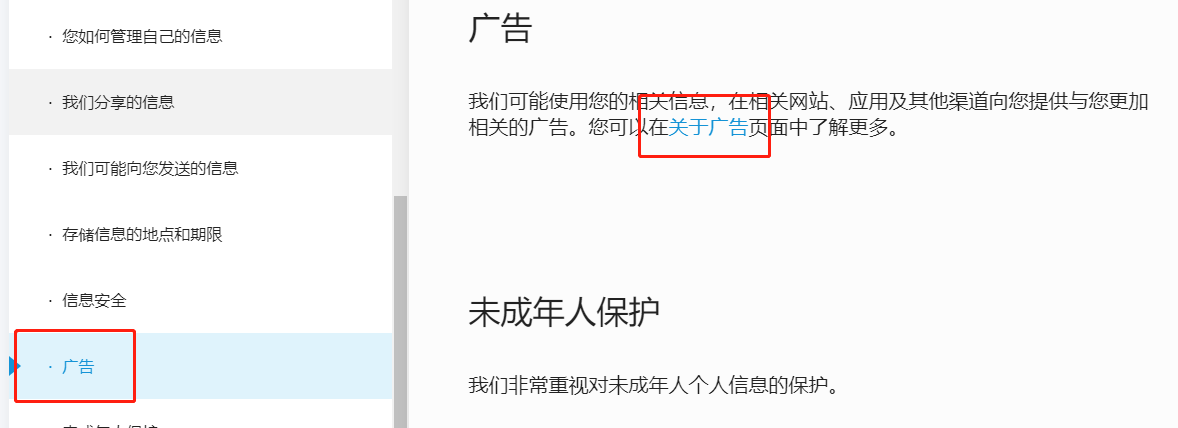 · 您如何管理自己的信息
· 我们分享的信息
· 我们可能向您发送的信息
· 存储信息的地点和期限
· 信息安全
· 广告
广告
我们可能使用您的相关信息，在相关网站、应用及其他渠道向您提供与您更加
相关的广告。您可以在关于广告页面中了解更多。
未成年人保护
我们非常重视对未成年人个人信息的保护。